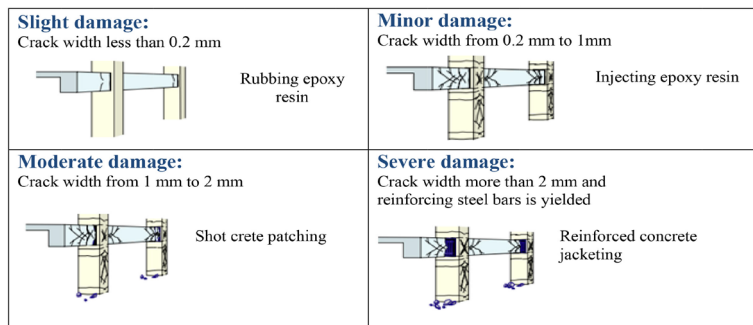 Slight damage:
Crack width less than 0.2 mm
Rubbing epoxy
resin
Minor damage:
Crack width from 0.2 mm to 1mm
Injecting epoxy resin
Moderate damage:
Crack width from 1 mm to 2 mm
Shot crete patching
Severe damage:
Crack width more than 2 mm and
reinforcing steel bars is yielded
Reinforced concrete
jacketing